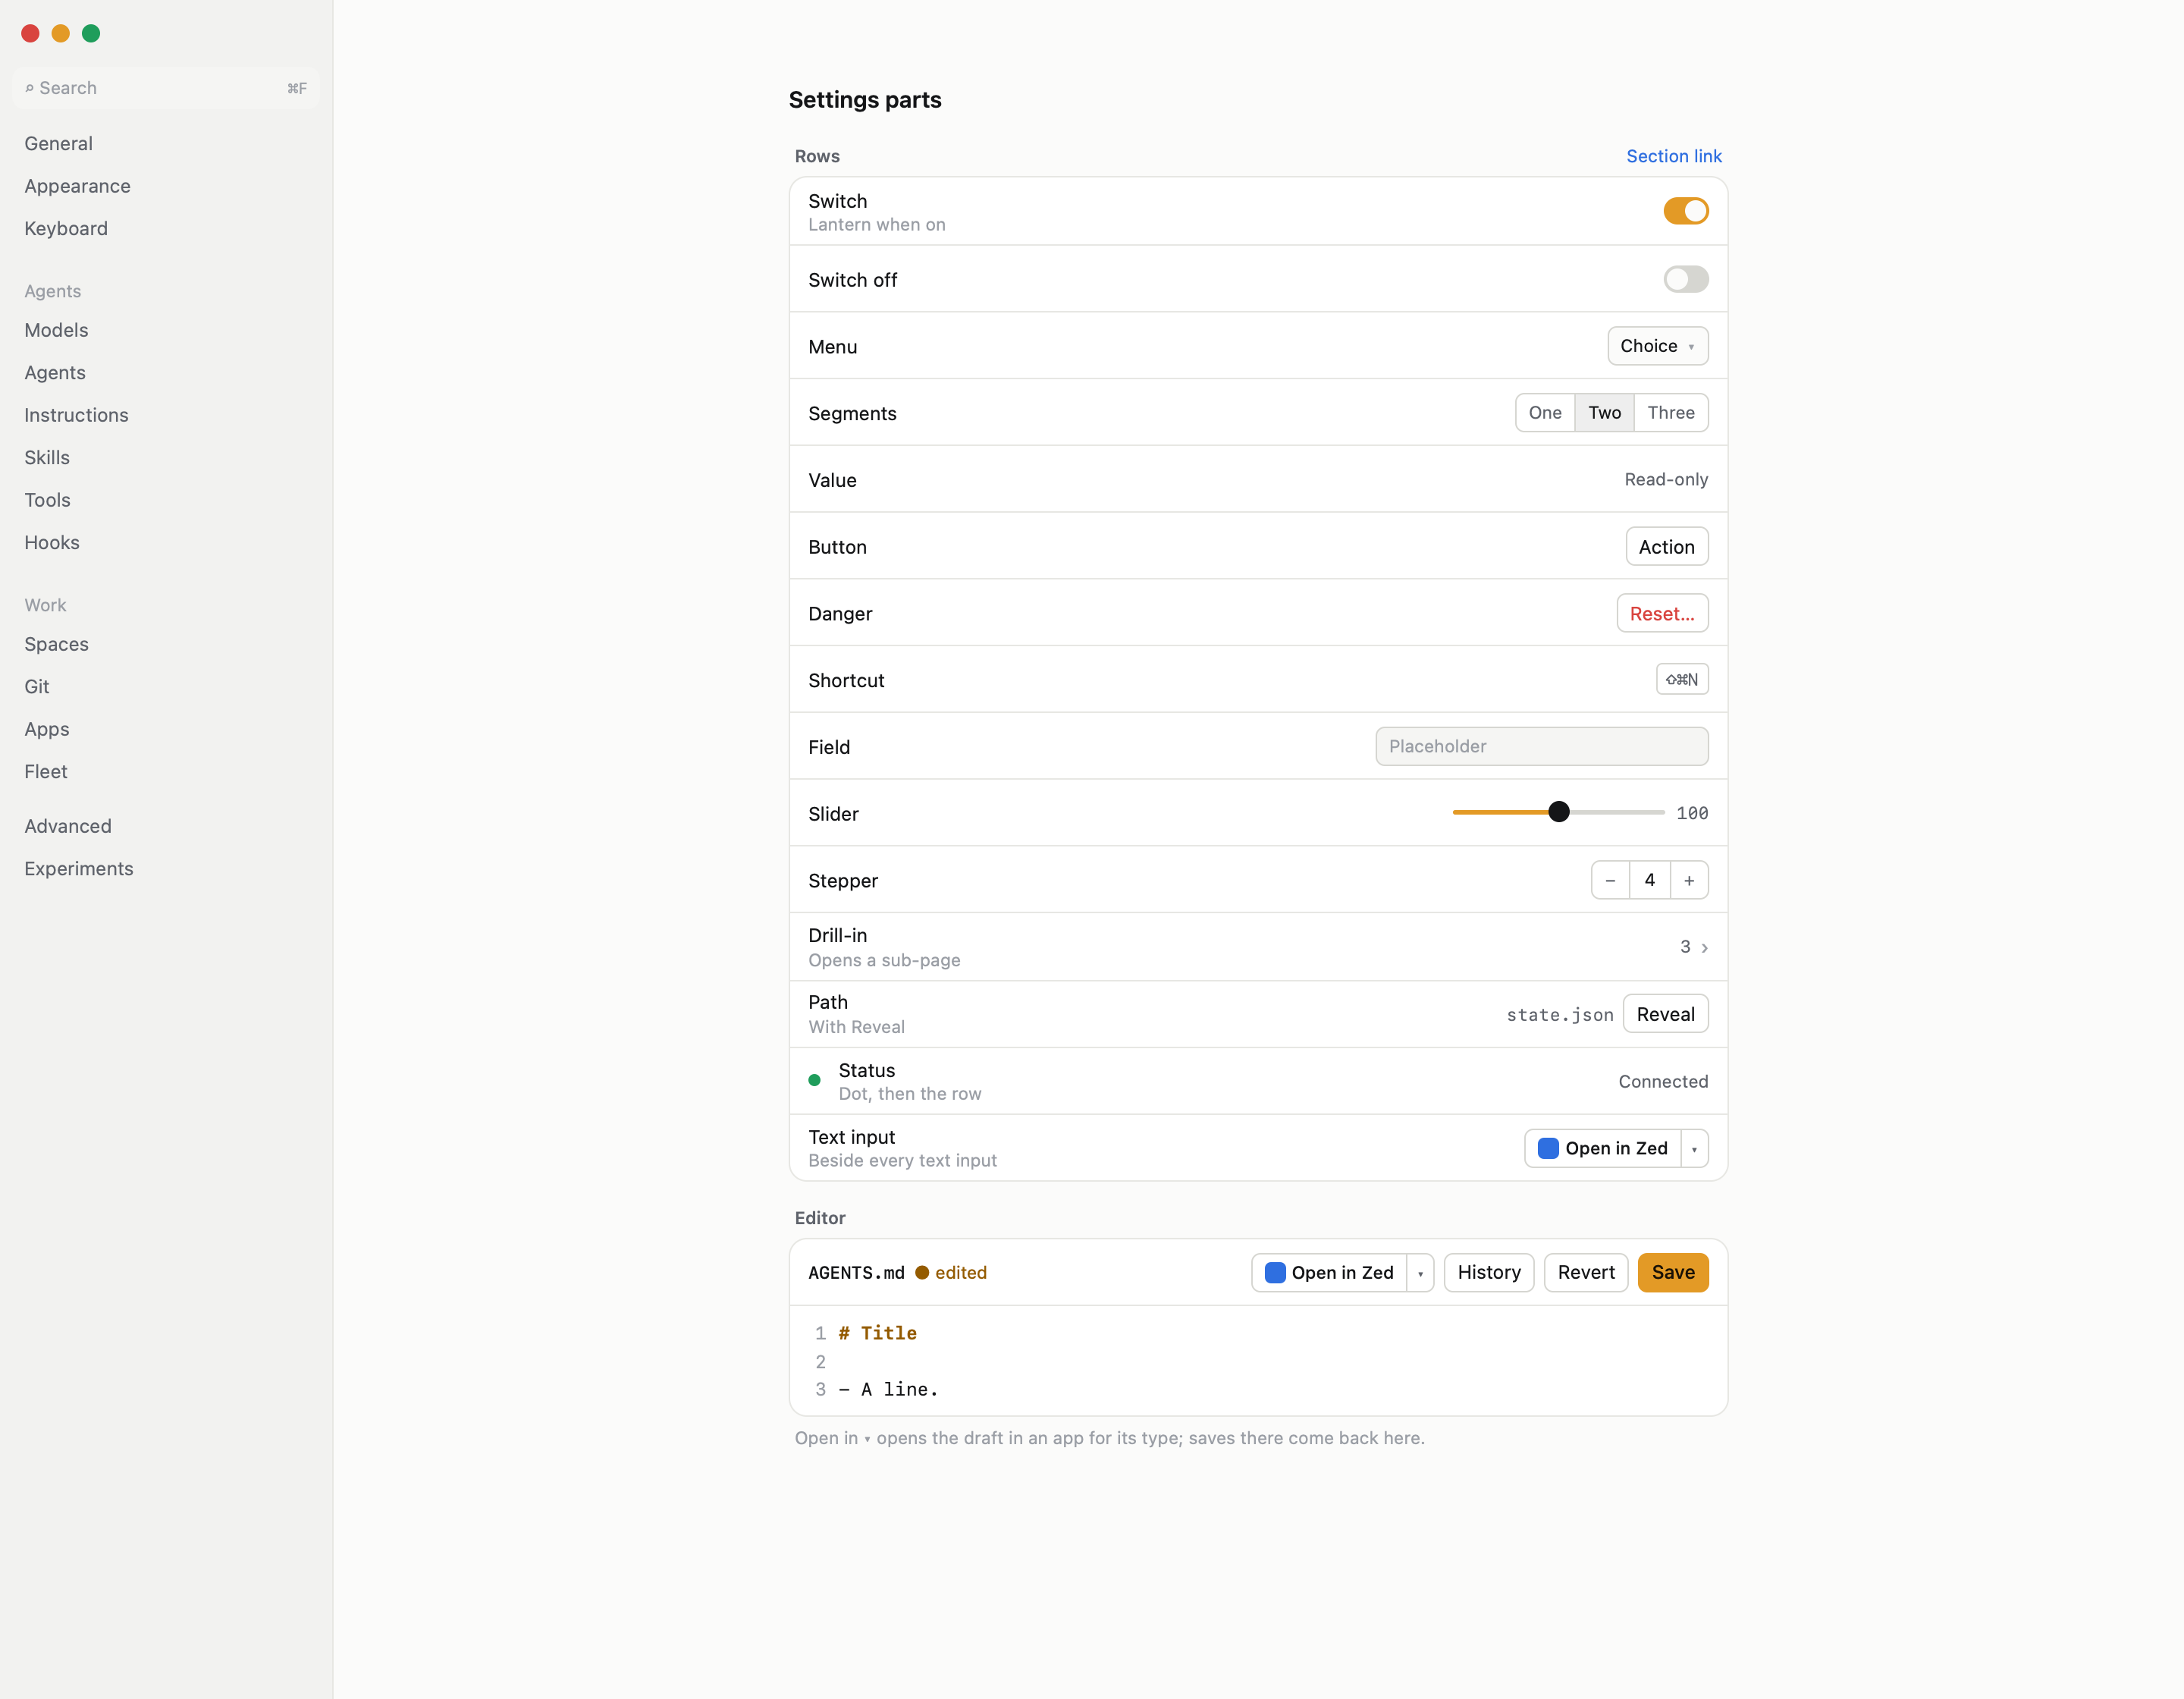 Search ⌘F
General
Appearance
Keyboard
Agents
Models
Agents
Instructions
Skills
Tools
Hooks
Work
Spaces
Git
Apps
Fleet
Advanced
Experiments
Settings parts
Rows Section link
Switch
Lantern when on
Switch off
Menu Choice ▾
Segments One Two Three
Value Read-only
Button Action
Danger Reset…
Shortcut ⇧⌘N
Field Placeholder
Slider 100
Stepper − 4 +
Drill-in
Opens a sub-page
3 ›
Path
With Reveal
state.json Reveal
Status
Dot, then the row
Connected
Text input
Beside every text input
Open in Zed ▾
Editor
AGENTS.md edited Open in Zed ▾ History Revert Save
1 # Title
2
3 – A line.
Open in ▾ opens the draft in an app for its type; saves there come back here.